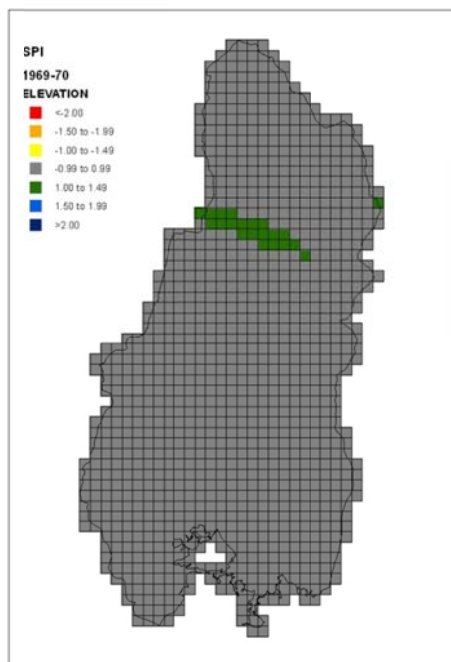 SPI
1969-70
ELEVATION
<-2.00
-1.50 to -1.99
-1.00 to -1.49
-0.99 to 0.99
1.00 to 1.49
1.50 to 1.99
>2.00